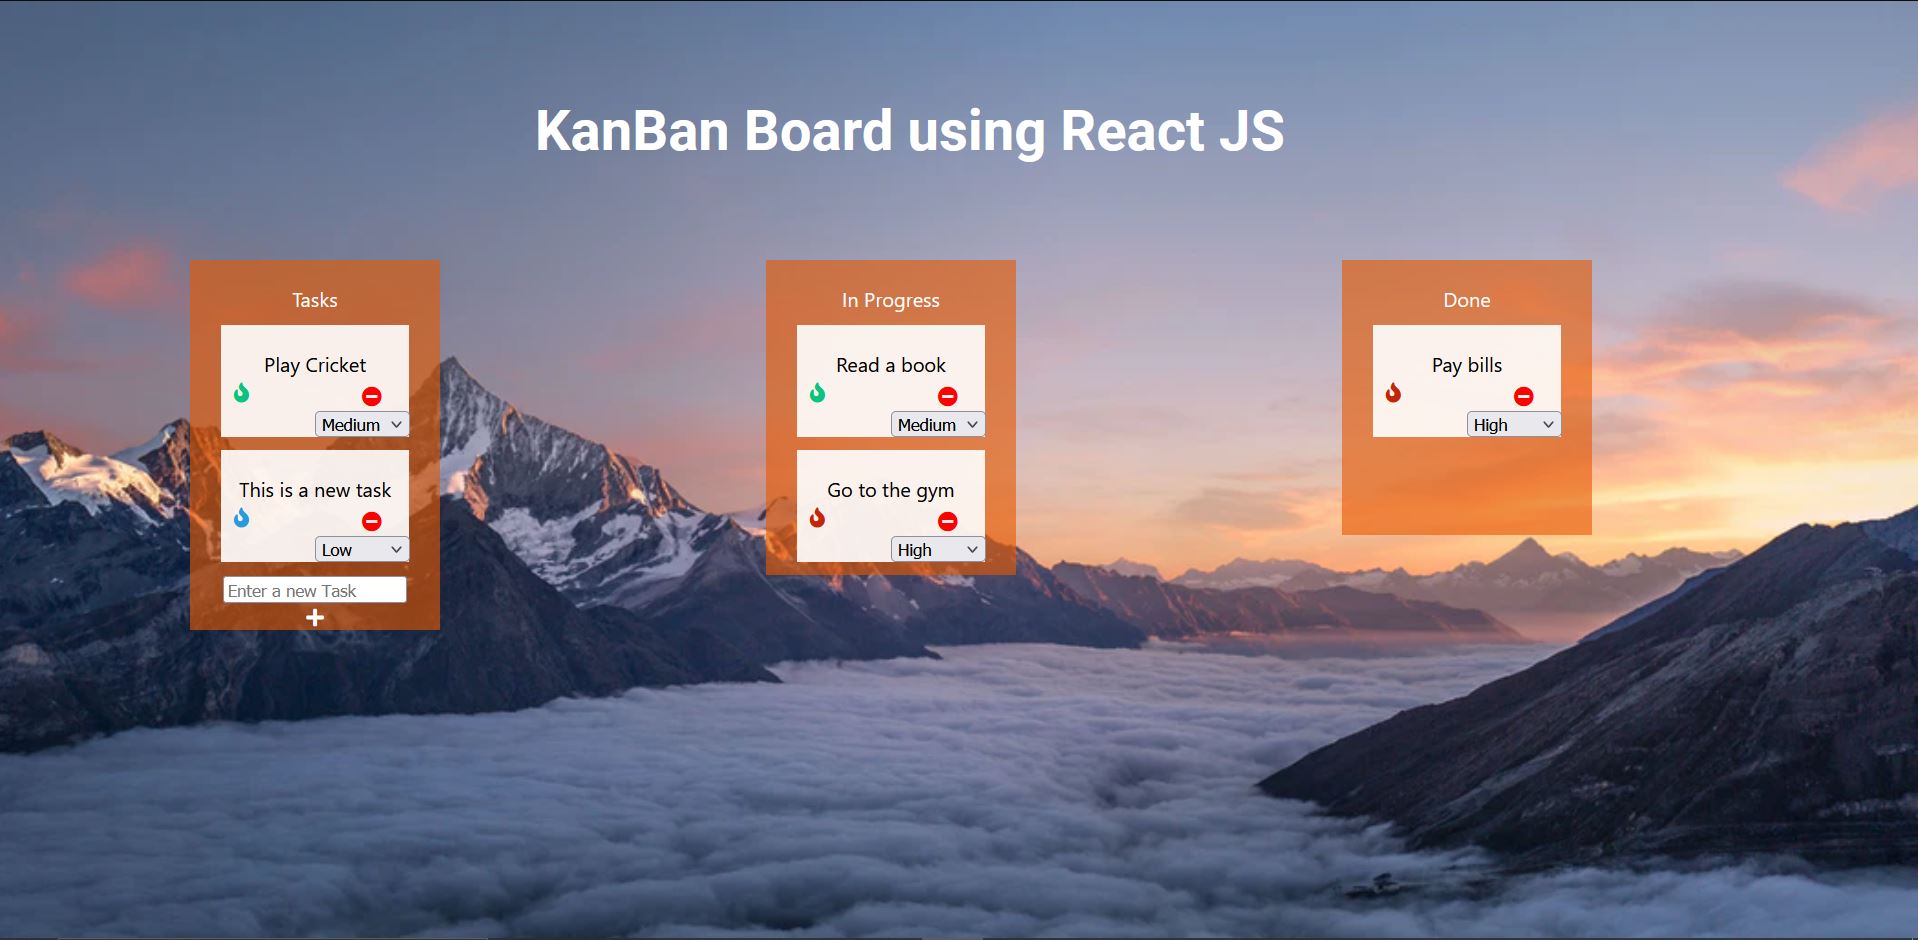 KanBan Board using React JS
Tasks
Play Cricket
Medium
This is a new task
Low
Enter a new Task
In Progress
Read a book
Medium
Go to the gym
High
Done
Pay bills
High